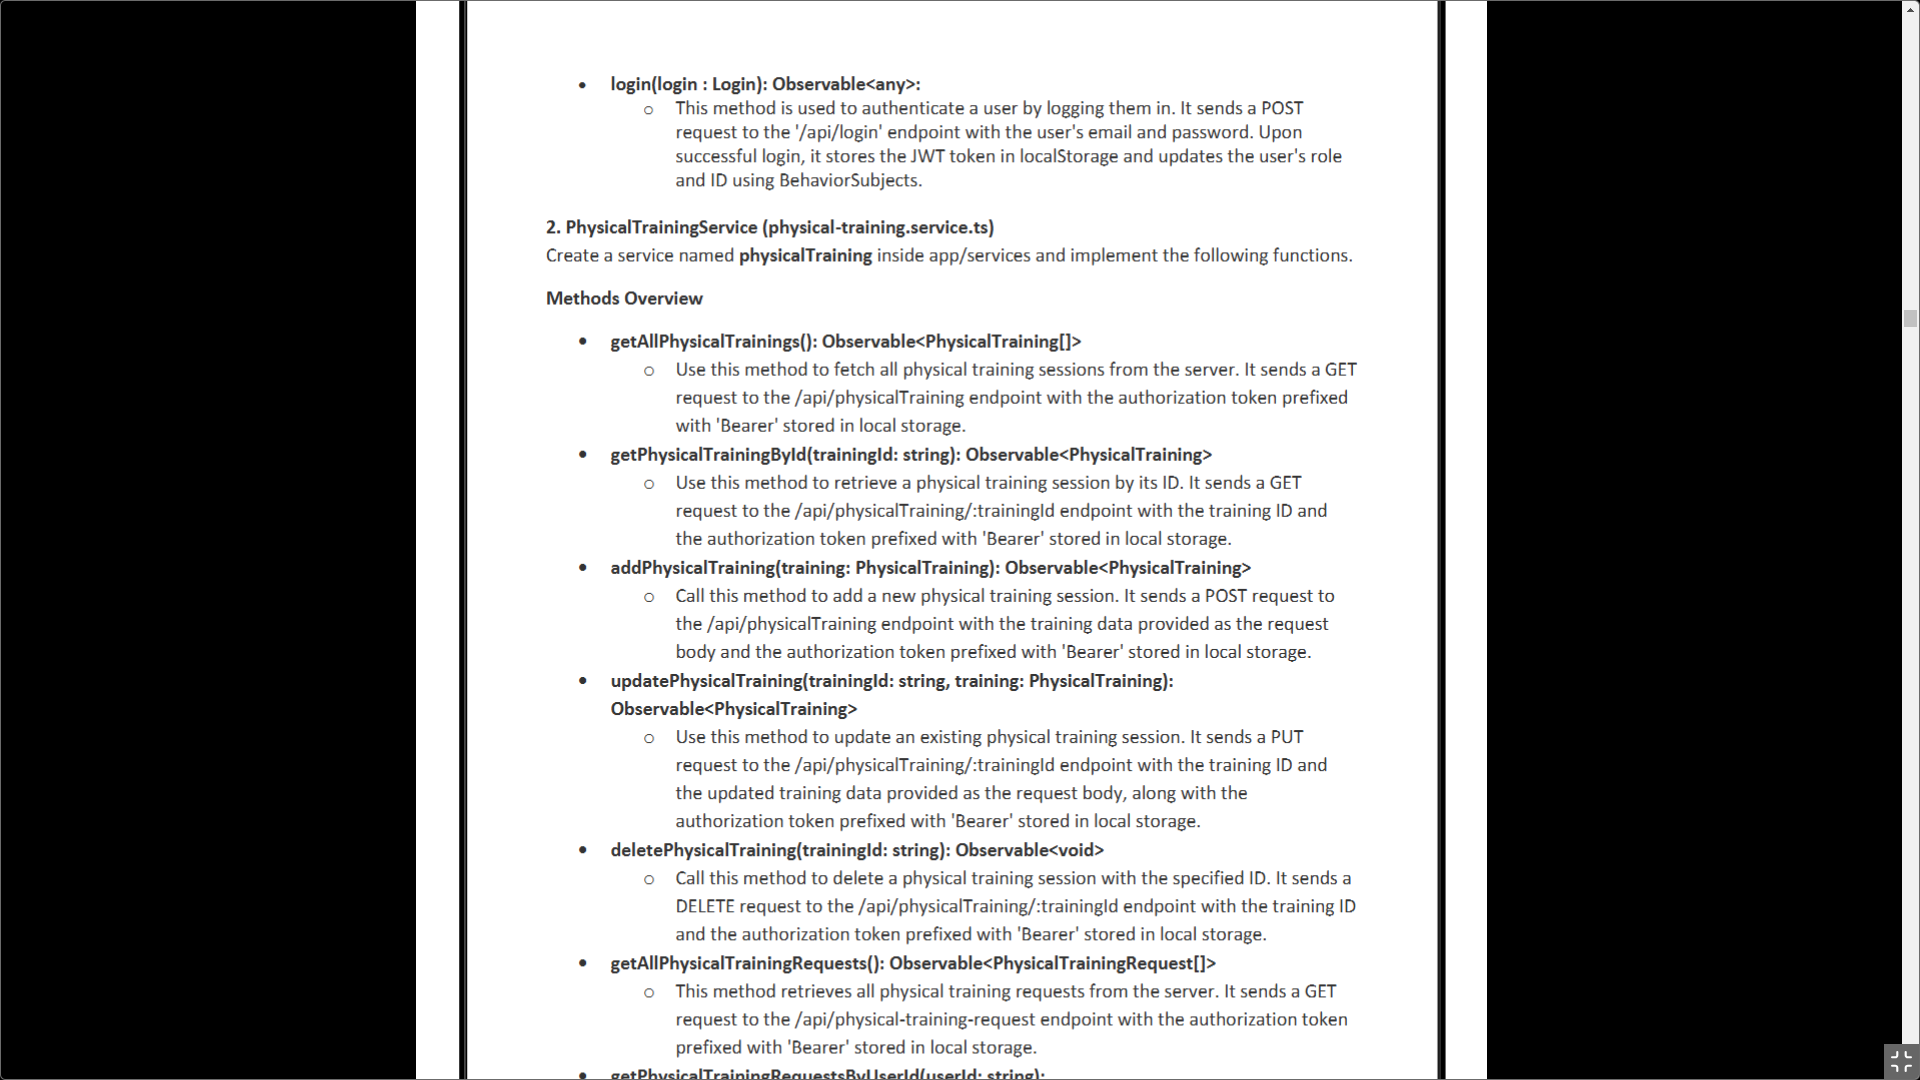 • login(login : Login): Observable<any>:
o This method is used to authenticate a user by logging them in. It sends a POST
request to the '/api/login' endpoint with the user's email and password. Upon
successful login, it stores the JWT token in localStorage and updates the user's role
and ID using BehaviorSubjects.
2. PhysicalTrainingService (physical-training.service.ts)
Create a service named physicalTraining inside app/services and implement the following functions.
Methods Overview
• getAllPhysicalTrainings(): Observable<PhysicalTraining[]>
o Use this method to fetch all physical training sessions from the server. It sends a GET
request to the /api/physicalTraining endpoint with the authorization token prefixed
with 'Bearer' stored in local storage.
• getPhysicalTrainingById(trainingId: string): Observable<PhysicalTraining>
o Use this method to retrieve a physical training session by its ID. It sends a GET
request to the /api/physicalTraining/:trainingId endpoint with the training ID and
the authorization token prefixed with 'Bearer' stored in local storage.
• addPhysicalTraining(training: PhysicalTraining): Observable<PhysicalTraining>
o Call this method to add a new physical training session. It sends a POST request to
the /api/physicalTraining endpoint with the training data provided as the request
body and the authorization token prefixed with 'Bearer' stored in local storage.
• updatePhysicalTraining(trainingId: string, training: PhysicalTraining):
Observable<PhysicalTraining>
o Use this method to update an existing physical training session. It sends a PUT
request to the /api/physicalTraining/:trainingId endpoint with the training ID and
the updated training data provided as the request body, along with the
authorization token prefixed with 'Bearer' stored in local storage.
• deletePhysicalTraining(trainingId: string): Observable<void>
o Call this method to delete a physical training session with the specified ID. It sends a
DELETE request to the /api/physicalTraining/:trainingId endpoint with the training ID
and the authorization token prefixed with 'Bearer' stored in local storage.
• getAllPhysicalTrainingRequests(): Observable<PhysicalTrainingRequest[]>
o This method retrieves all physical training requests from the server. It sends a GET
request to the /api/physical-training-request endpoint with the authorization token
prefixed with 'Bearer' stored in local storage.
• getPhysicalTrainingRequestsByUserId(userId: string):